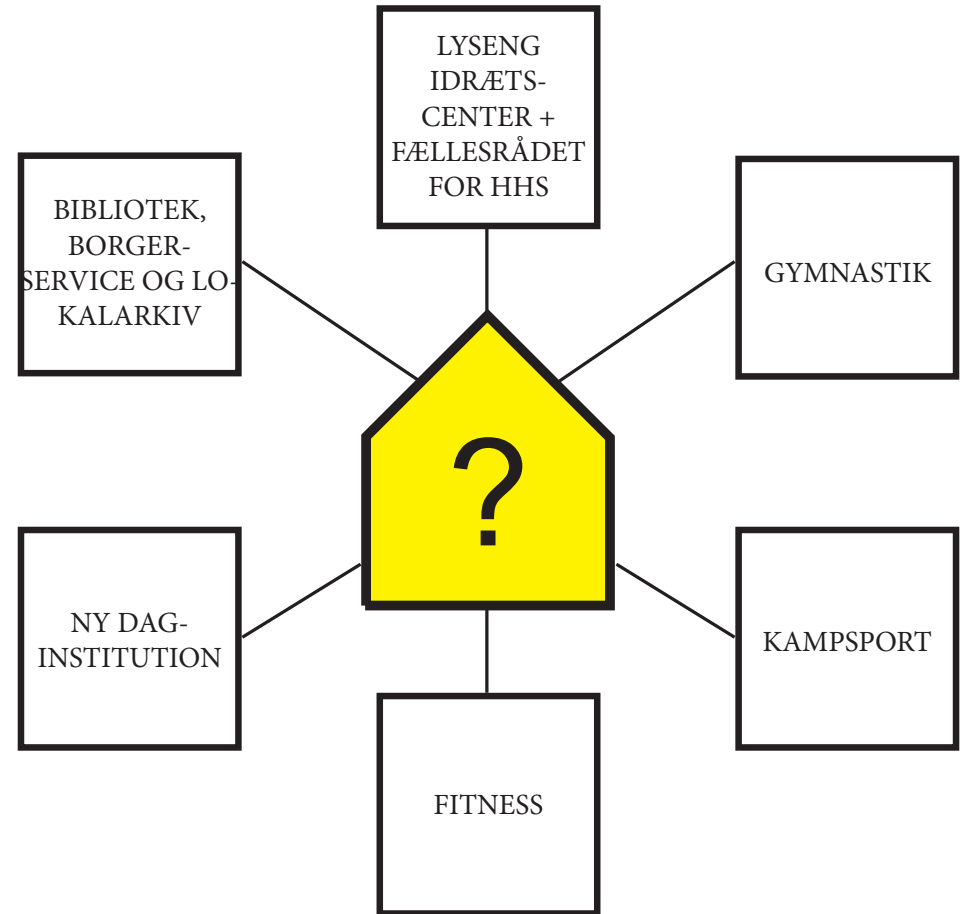 LYSENG
IDRÆTS-
CENTER +
FÆLLESRÅDET
FOR HHS
BIBLIOTEK,
BORGER-
SERVICE OG LO-
KALARKIV
GYMNASTIK
?
NY DAG-
INSTITUTION
KAMPSPORT
FITNESS